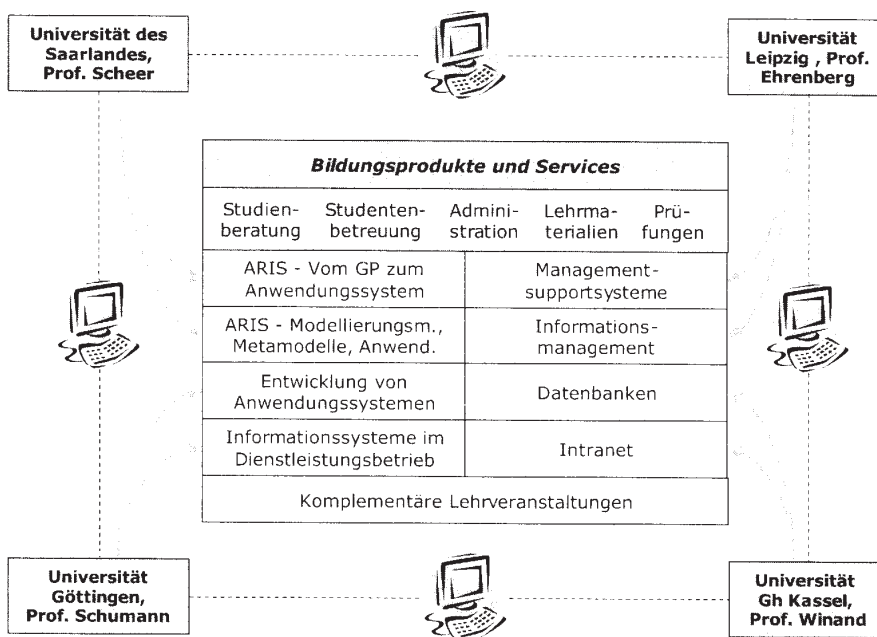 Universität des
Saarlandes,
Prof. Scheer
Universität
Leipzig , Prof.
Ehrenberg
Bildungsprodukte und Services
Studien-
beratung
Studenten-
betreuung
Admini-
stration
Lehrma-
terialien
Prü-
fungen
ARIS - Vom GP zum
Anwendungssystem
Management-
supportsysteme
ARIS - Modellierungsm.,
Metamodelle, Anwend.
Informations-
management
Entwicklung von
Anwendungssystemen
Datenbanken
Informationssysteme im
Dienstleistungsbetrieb
Intranet
Komplementäre Lehrveranstaltungen
Universität
Göttingen,
Prof. Schumann
Universität
Gh Kassel,
Prof. Winand